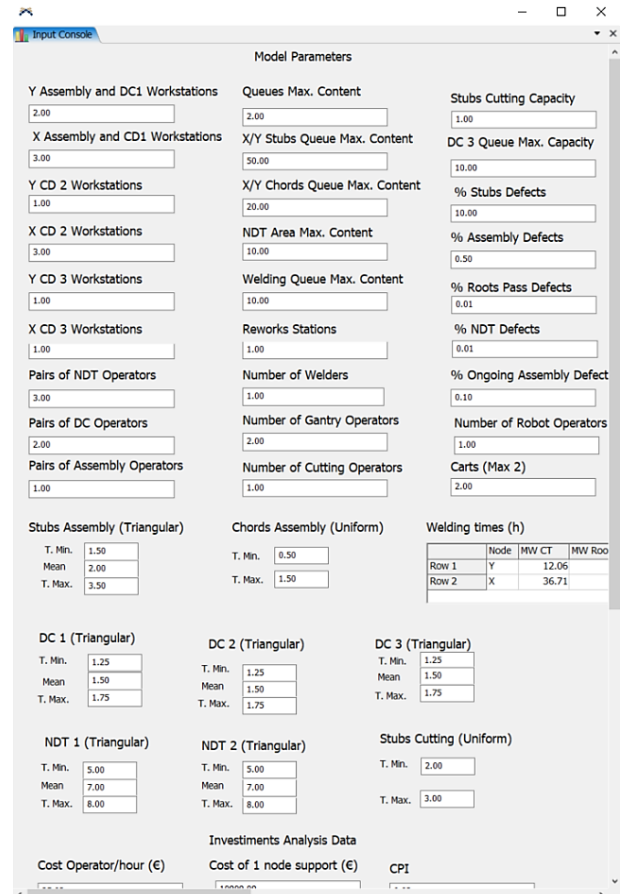 Input Console
Model Parameters
Y Assembly and DC1 Workstations
2.00
X Assembly and CD1 Workstations
3.00
Y CD 2 Workstations
1.00
X CD 2 Workstations
3.00
Y CD 3 Workstations
1.00
X CD 3 Workstations
1.00
Pairs of NDT Operators
3.00
Pairs of DC Operators
2.00
Pairs of Assembly Operators
1.00
Queues Max. Content
2.00
X/Y Stubs Queue Max. Content
50.00
X/Y Chords Queue Max. Content
20.00
NDT Area Max. Content
10.00
Welding Queue Max. Content
10.00
Reworks Stations
1.00
Number of Welders
1.00
Number of Gantry Operators
2.00
Number of Cutting Operators
1.00
Stubs Cutting Capacity
1.00
DC 3 Queue Max. Capacity
10.00
% Stubs Defects
10.00
% Assembly Defects
0.50
% Roots Pass Defects
0.01
% NDT Defects
0.01
% Ongoing Assembly Defect
0.10
Number of Robot Operators
1.00
Carts (Max 2)
2.00
Stubs Assembly (Triangular)
T. Min. 1.50
Mean 2.00
T. Max. 3.50
Chords Assembly (Uniform)
T. Min. 0.50
T. Max. 1.50
Welding times (h)
Node MW CT MW Roo
Row 1 Y 12.06
Row 2 X 36.71
DC 1 (Triangular)
T. Min. 1.25
Mean 1.50
T. Max. 1.75
DC 2 (Triangular)
T. Min. 1.25
Mean 1.50
T. Max. 1.75
DC 3 (Triangular)
T. Min. 1.25
Mean 1.50
T. Max. 1.75
NDT 1 (Triangular)
T. Min. 5.00
Mean 7.00
T. Max. 8.00
NDT 2 (Triangular)
T. Min. 5.00
Mean 7.00
T. Max. 8.00
Stubs Cutting (Uniform)
T. Min. 2.00
T. Max. 3.00
Investiments Analysis Data
Cost Operator/hour (€)
Cost of 1 node support (€)
CPI